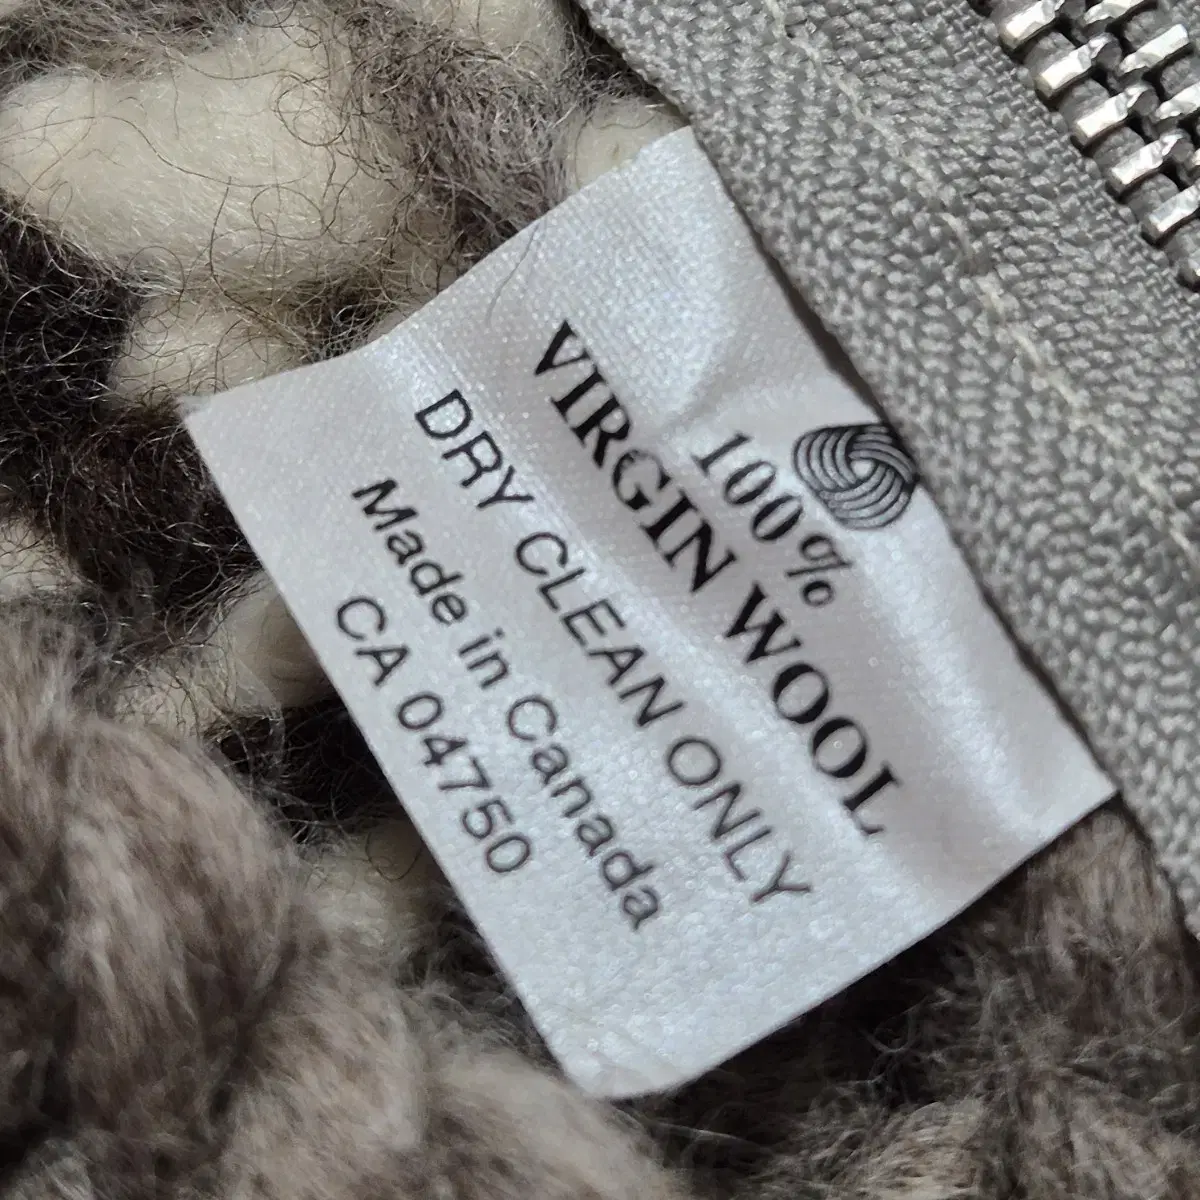 100%
VIRGIN WOOL
DRY CLEAN ONLY
Made in Canada
CA 04750